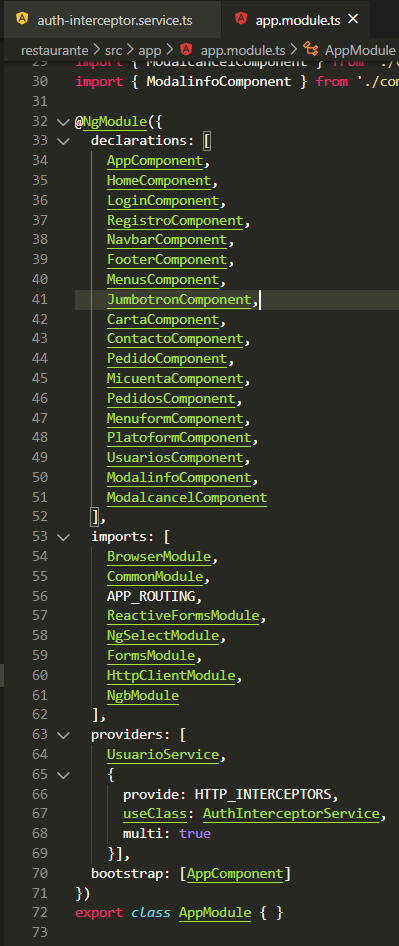 auth-interceptor.service.ts
app.module.ts
restaurante > src > app > app.module.ts > AppModule
29 import { ModalcancelComponent } from './co
30 import { ModalinfoComponent } from './con
31
32 @NgModule({
33 declarations: [
34 AppComponent,
35 HomeComponent,
36 LoginComponent,
37 RegistroComponent,
38 NavbarComponent,
39 FooterComponent,
40 MenusComponent,
41 JumbotronComponent,
42 CartaComponent,
43 ContactoComponent,
44 PedidoComponent,
45 MicuentaComponent,
46 PedidosComponent,
47 MenuformComponent,
48 PlatoformComponent,
49 UsuariosComponent,
50 ModalinfoComponent,
51 ModalcancelComponent
52 ],
53 imports: [
54 BrowserModule,
55 CommonModule,
56 APP_ROUTING,
57 ReactiveFormsModule,
58 NgSelectModule,
59 FormsModule,
60 HttpClientModule,
61 NgbModule
62 ],
63 providers: [
64 UsuarioService,
65 {
66 provide: HTTP_INTERCEPTORS,
67 useClass: AuthInterceptorService,
68 multi: true
69 }],
70 bootstrap: [AppComponent]
71 })
72 export class AppModule { }
73